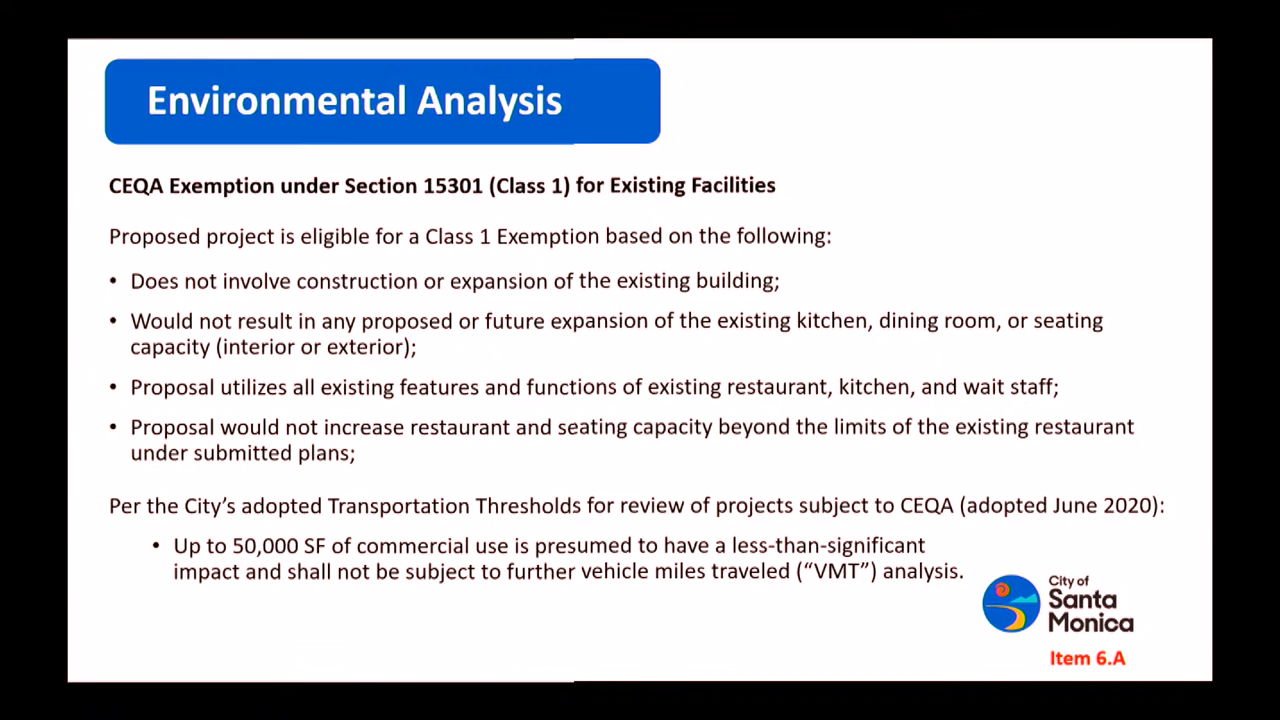 Environmental Analysis
CEQA Exemption under Section 15301 (Class 1) for Existing Facilities
Proposed project is eligible for a Class 1 Exemption based on the following:
• Does not involve construction or expansion of the existing building;
• Would not result in any proposed or future expansion of the existing kitchen, dining room, or seating
capacity (interior or exterior);
• Proposal utilizes all existing features and functions of existing restaurant, kitchen, and wait staff;
• Proposal would not increase restaurant and seating capacity beyond the limits of the existing restaurant
under submitted plans;
Per the City’s adopted Transportation Thresholds for review of projects subject to CEQA (adopted June 2020):
• Up to 50,000 SF of commercial use is presumed to have a less-than-significant
impact and shall not be subject to further vehicle miles traveled (“VMT”) analysis.
City of
Santa
Monica
Item 6.A